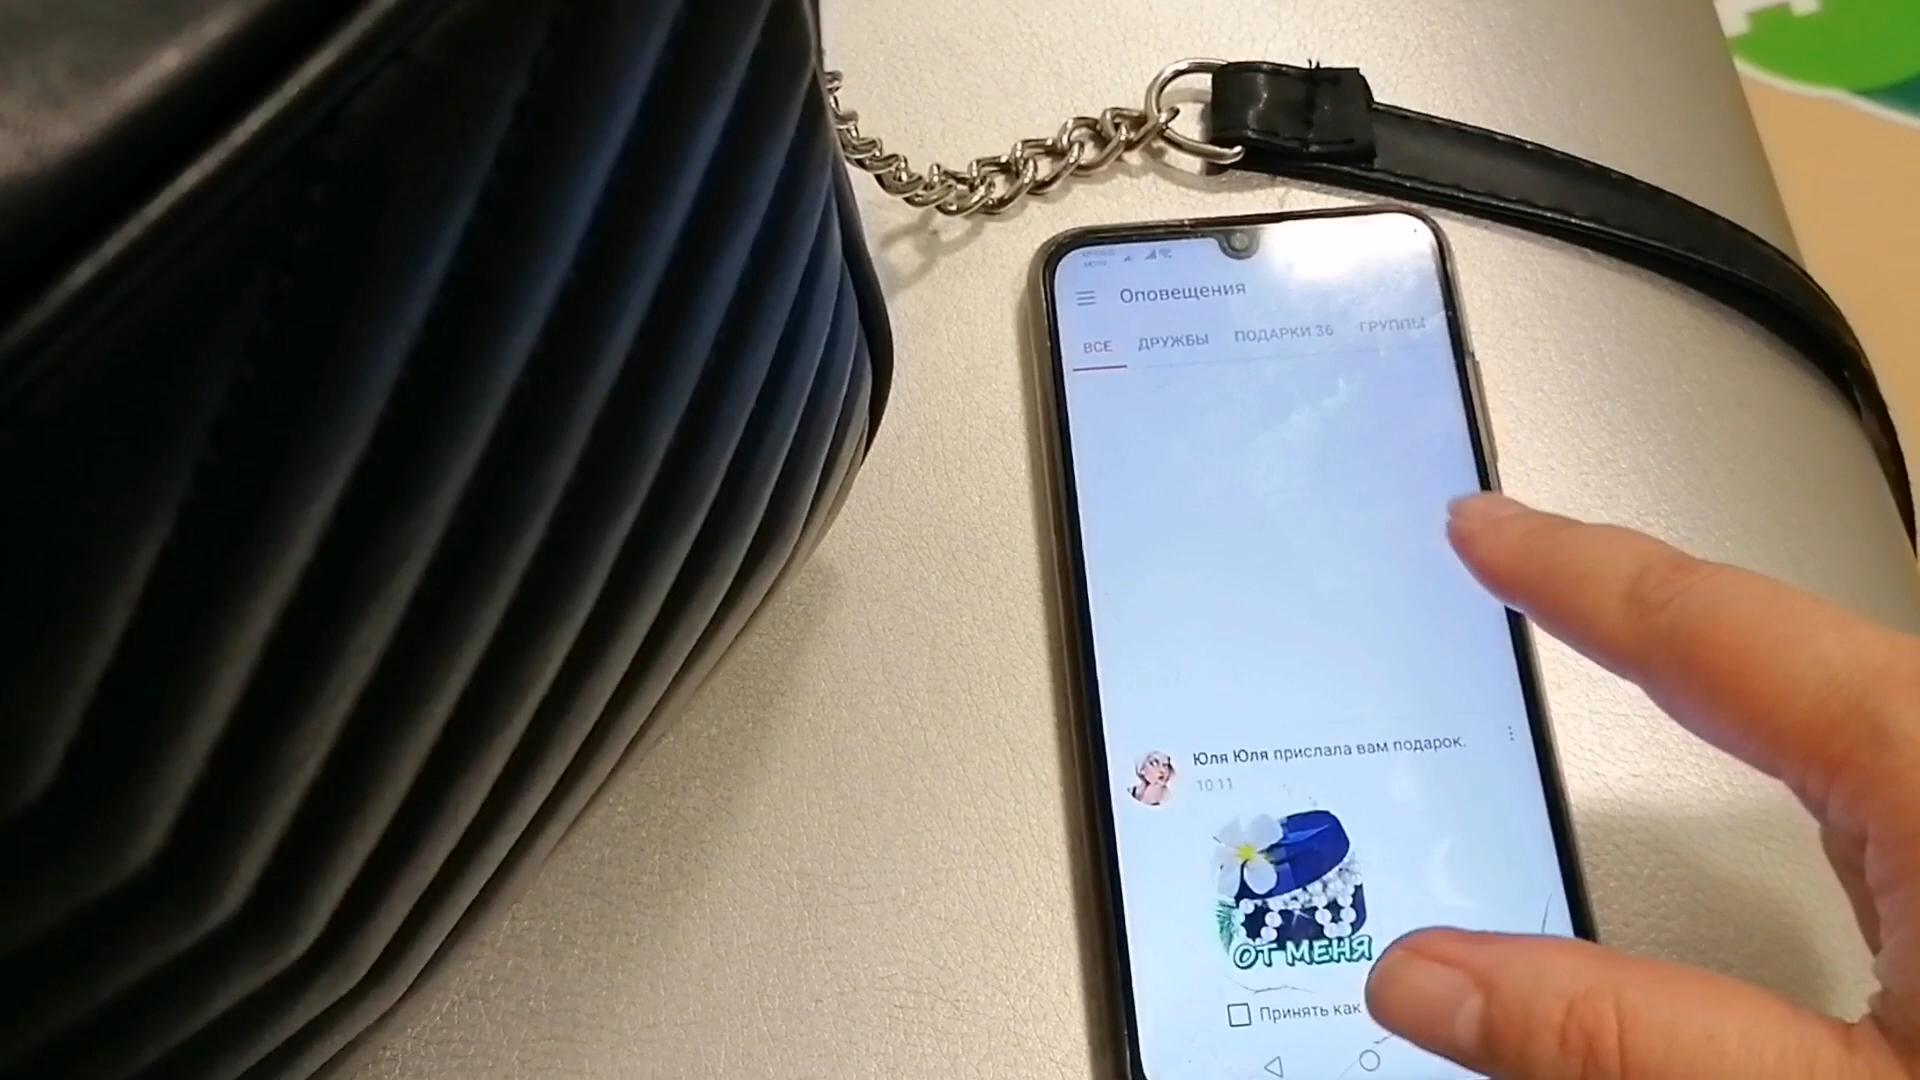 Оповещения
ВСЕ ДРУЖБЫ ПОДАРКИ 36 ГРУППЫ
Юля Юля прислала вам подарок.
10:11
ОТ МЕНЯ
Принять как